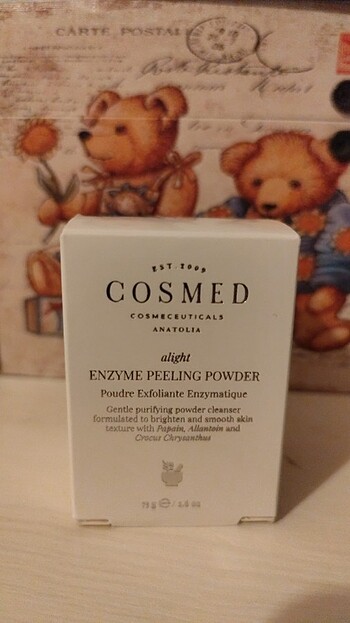 CARTE POSTALE
EST. 2009
COSMED
COSMECEUTICALS
ANATOLIA
alight
ENZYME PEELING POWDER
Poudre Exfoliante Enzymatique
Gentle purifying powder cleanser
formulated to brighten and smooth skin
texture with Papain, Allantoin and
Crocus Chrysanthus